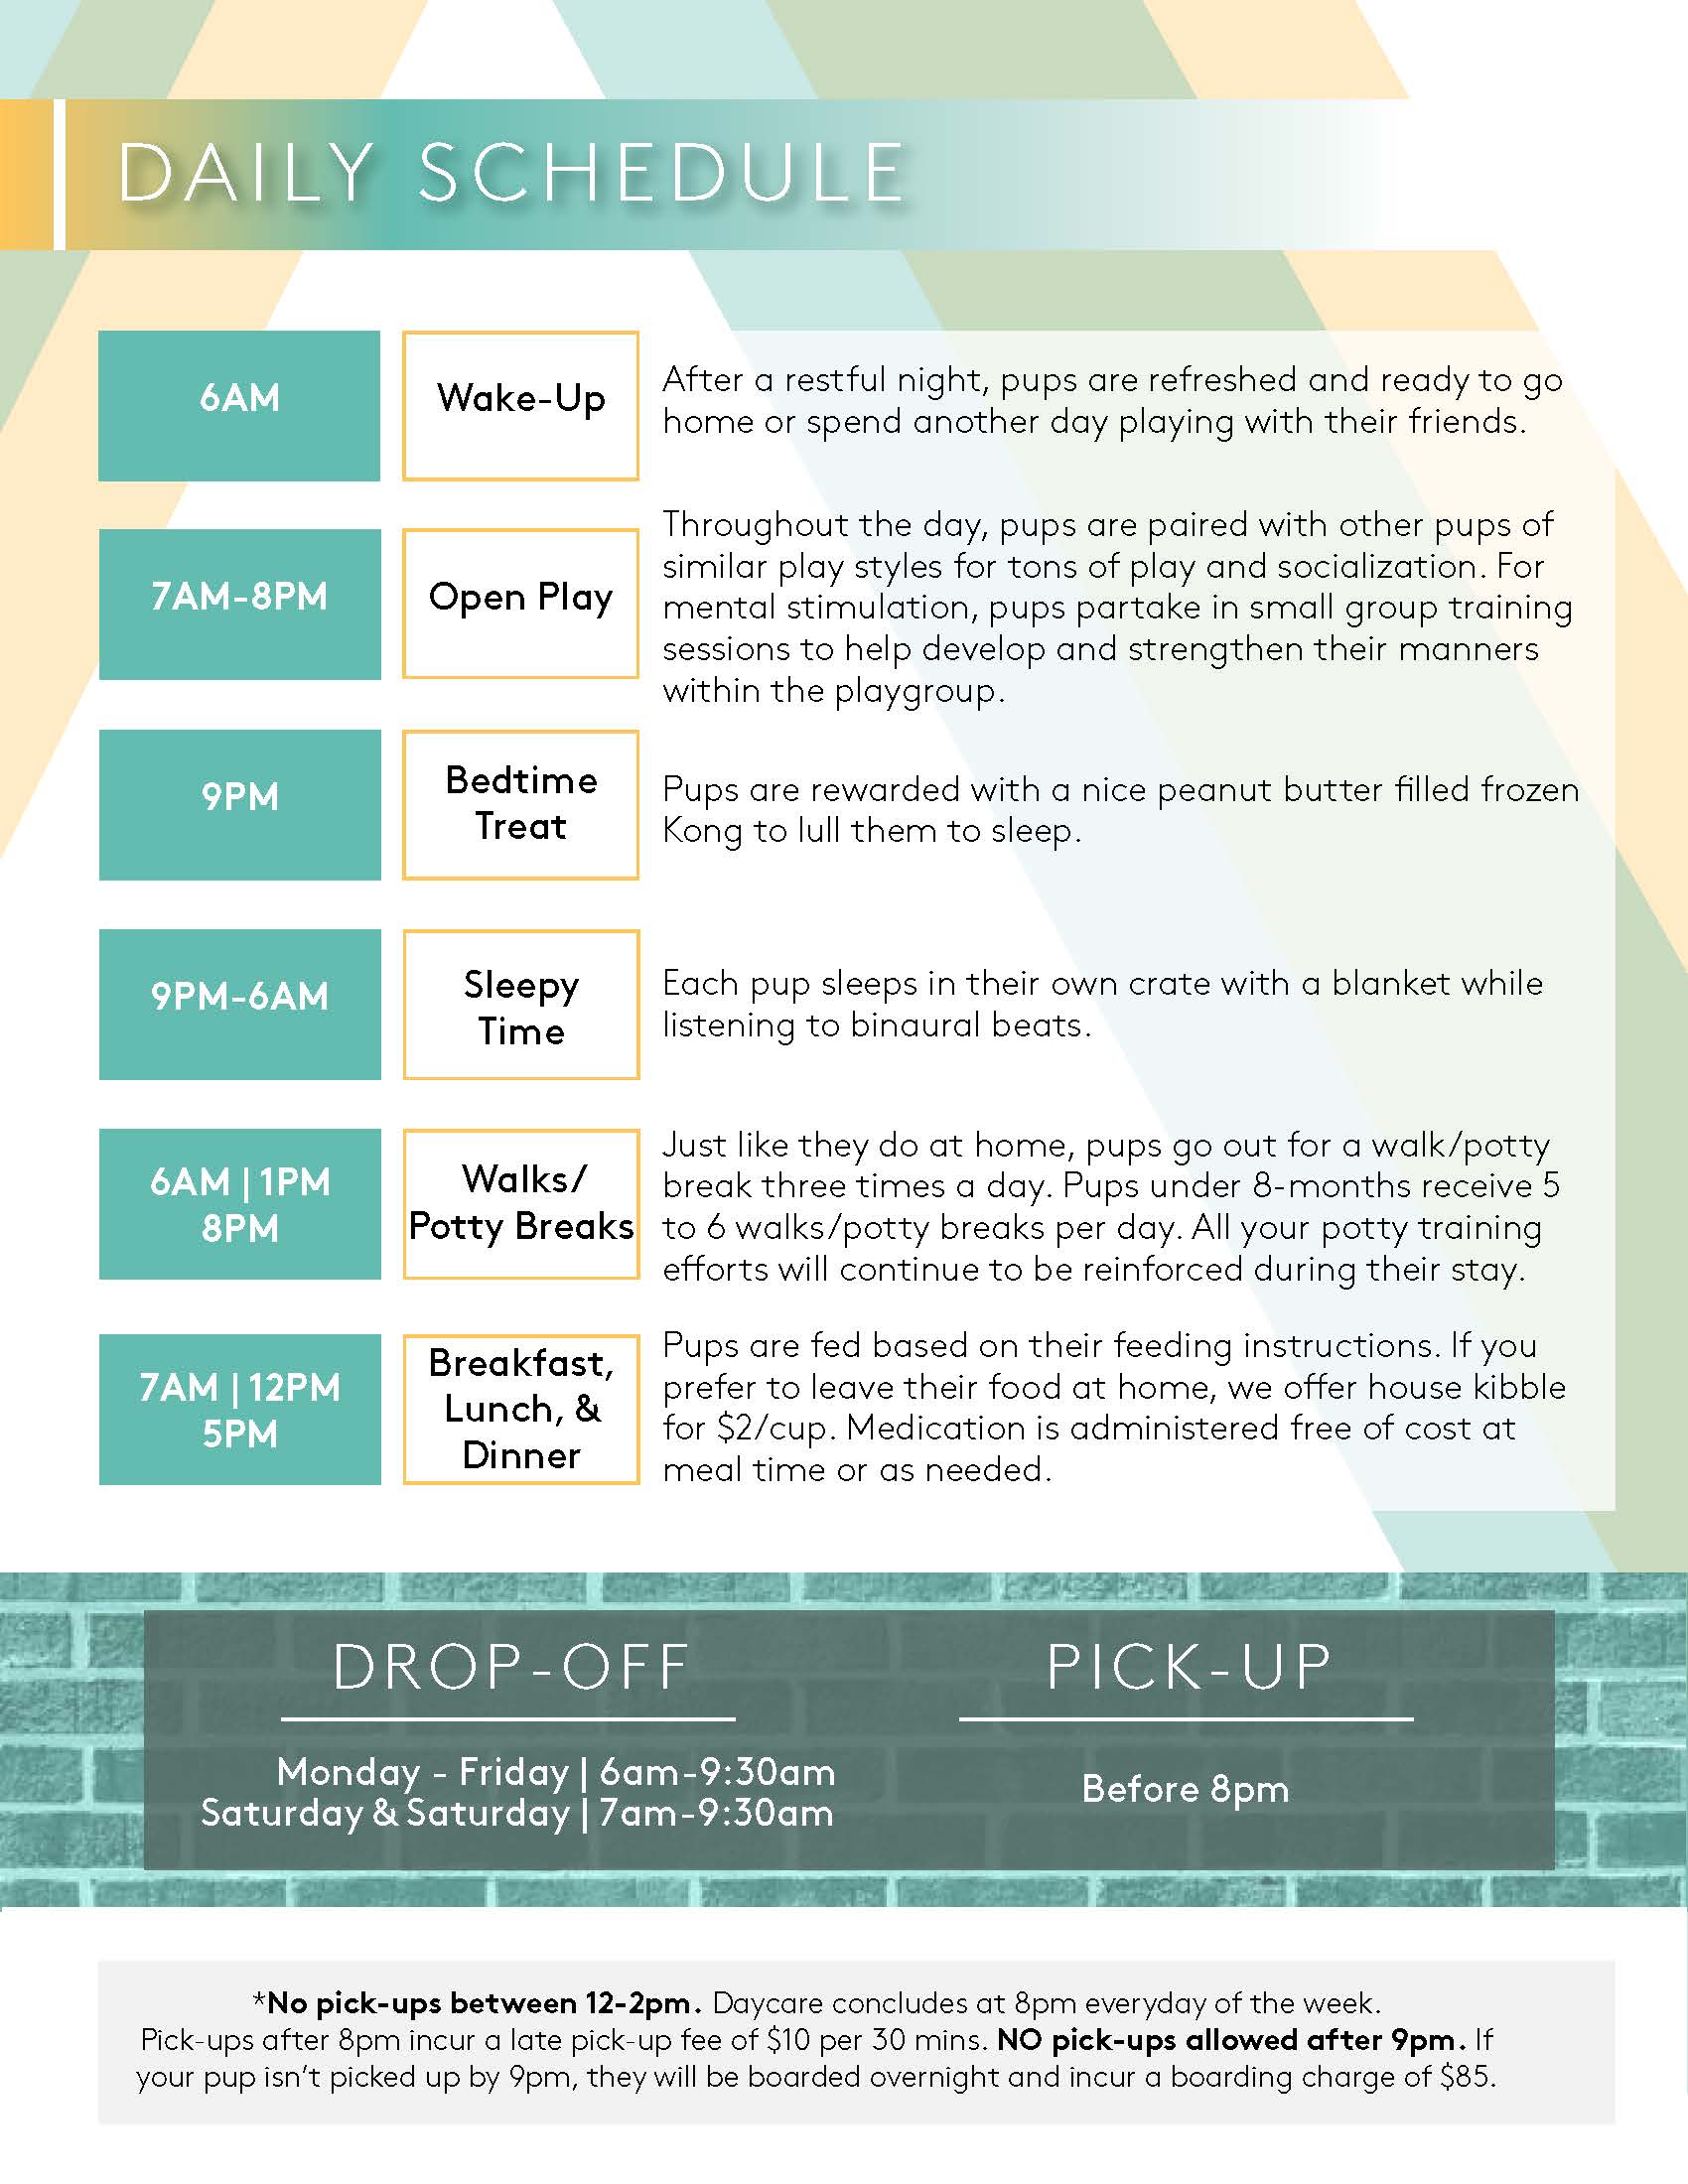 DAILY SCHEDULE
6AM
Wake-Up
After a restful night, pups are refreshed and ready to go
home or spend another day playing with their friends.
7AM-8PM
Open Play
Throughout the day, pups are paired with other pups of
similar play styles for tons of play and socialization. For
mental stimulation, pups partake in small group training
sessions to help develop and strengthen their manners
within the playgroup.
9PM
Bedtime
Treat
Pups are rewarded with a nice peanut butter filled frozen
Kong to lull them to sleep.
9PM-6AM
Sleepy
Time
Each pup sleeps in their own crate with a blanket while
listening to binaural beats.
6AM | 1PM
8PM
Walks/
Potty Breaks
Just like they do at home, pups go out for a walk/potty
break three times a day. Pups under 8-months receive 5
to 6 walks/potty breaks per day. All your potty training
efforts will continue to be reinforced during their stay.
7AM | 12PM
5PM
Breakfast,
Lunch, &
Dinner
Pups are fed based on their feeding instructions. If you
prefer to leave their food at home, we offer house kibble
for $2/cup. Medication is administered free of cost at
meal time or as needed.
DROP-OFF
Monday - Friday | 6am-9:30am
Saturday & Saturday | 7am-9:30am
PICK-UP
Before 8pm
*No pick-ups between 12-2pm. Daycare concludes at 8pm everyday of the week.
Pick-ups after 8pm incur a late pick-up fee of $10 per 30 mins. NO pick-ups allowed after 9pm. If
your pup isn't picked up by 9pm, they will be boarded overnight and incur a boarding charge of $85.